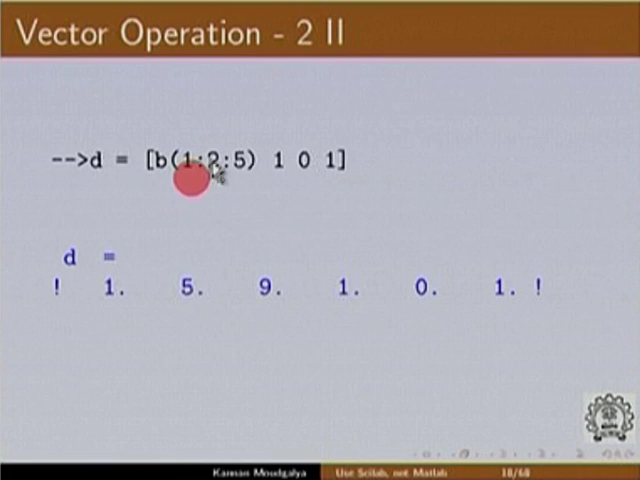 Vector Operation - 2 II
-->d = [b(1:2:5) 1 0 1]
d =
! 1. 5. 9. 1. 0. 1. !
Kannan Moudgalya Use Scilab, not Matlab 18/68